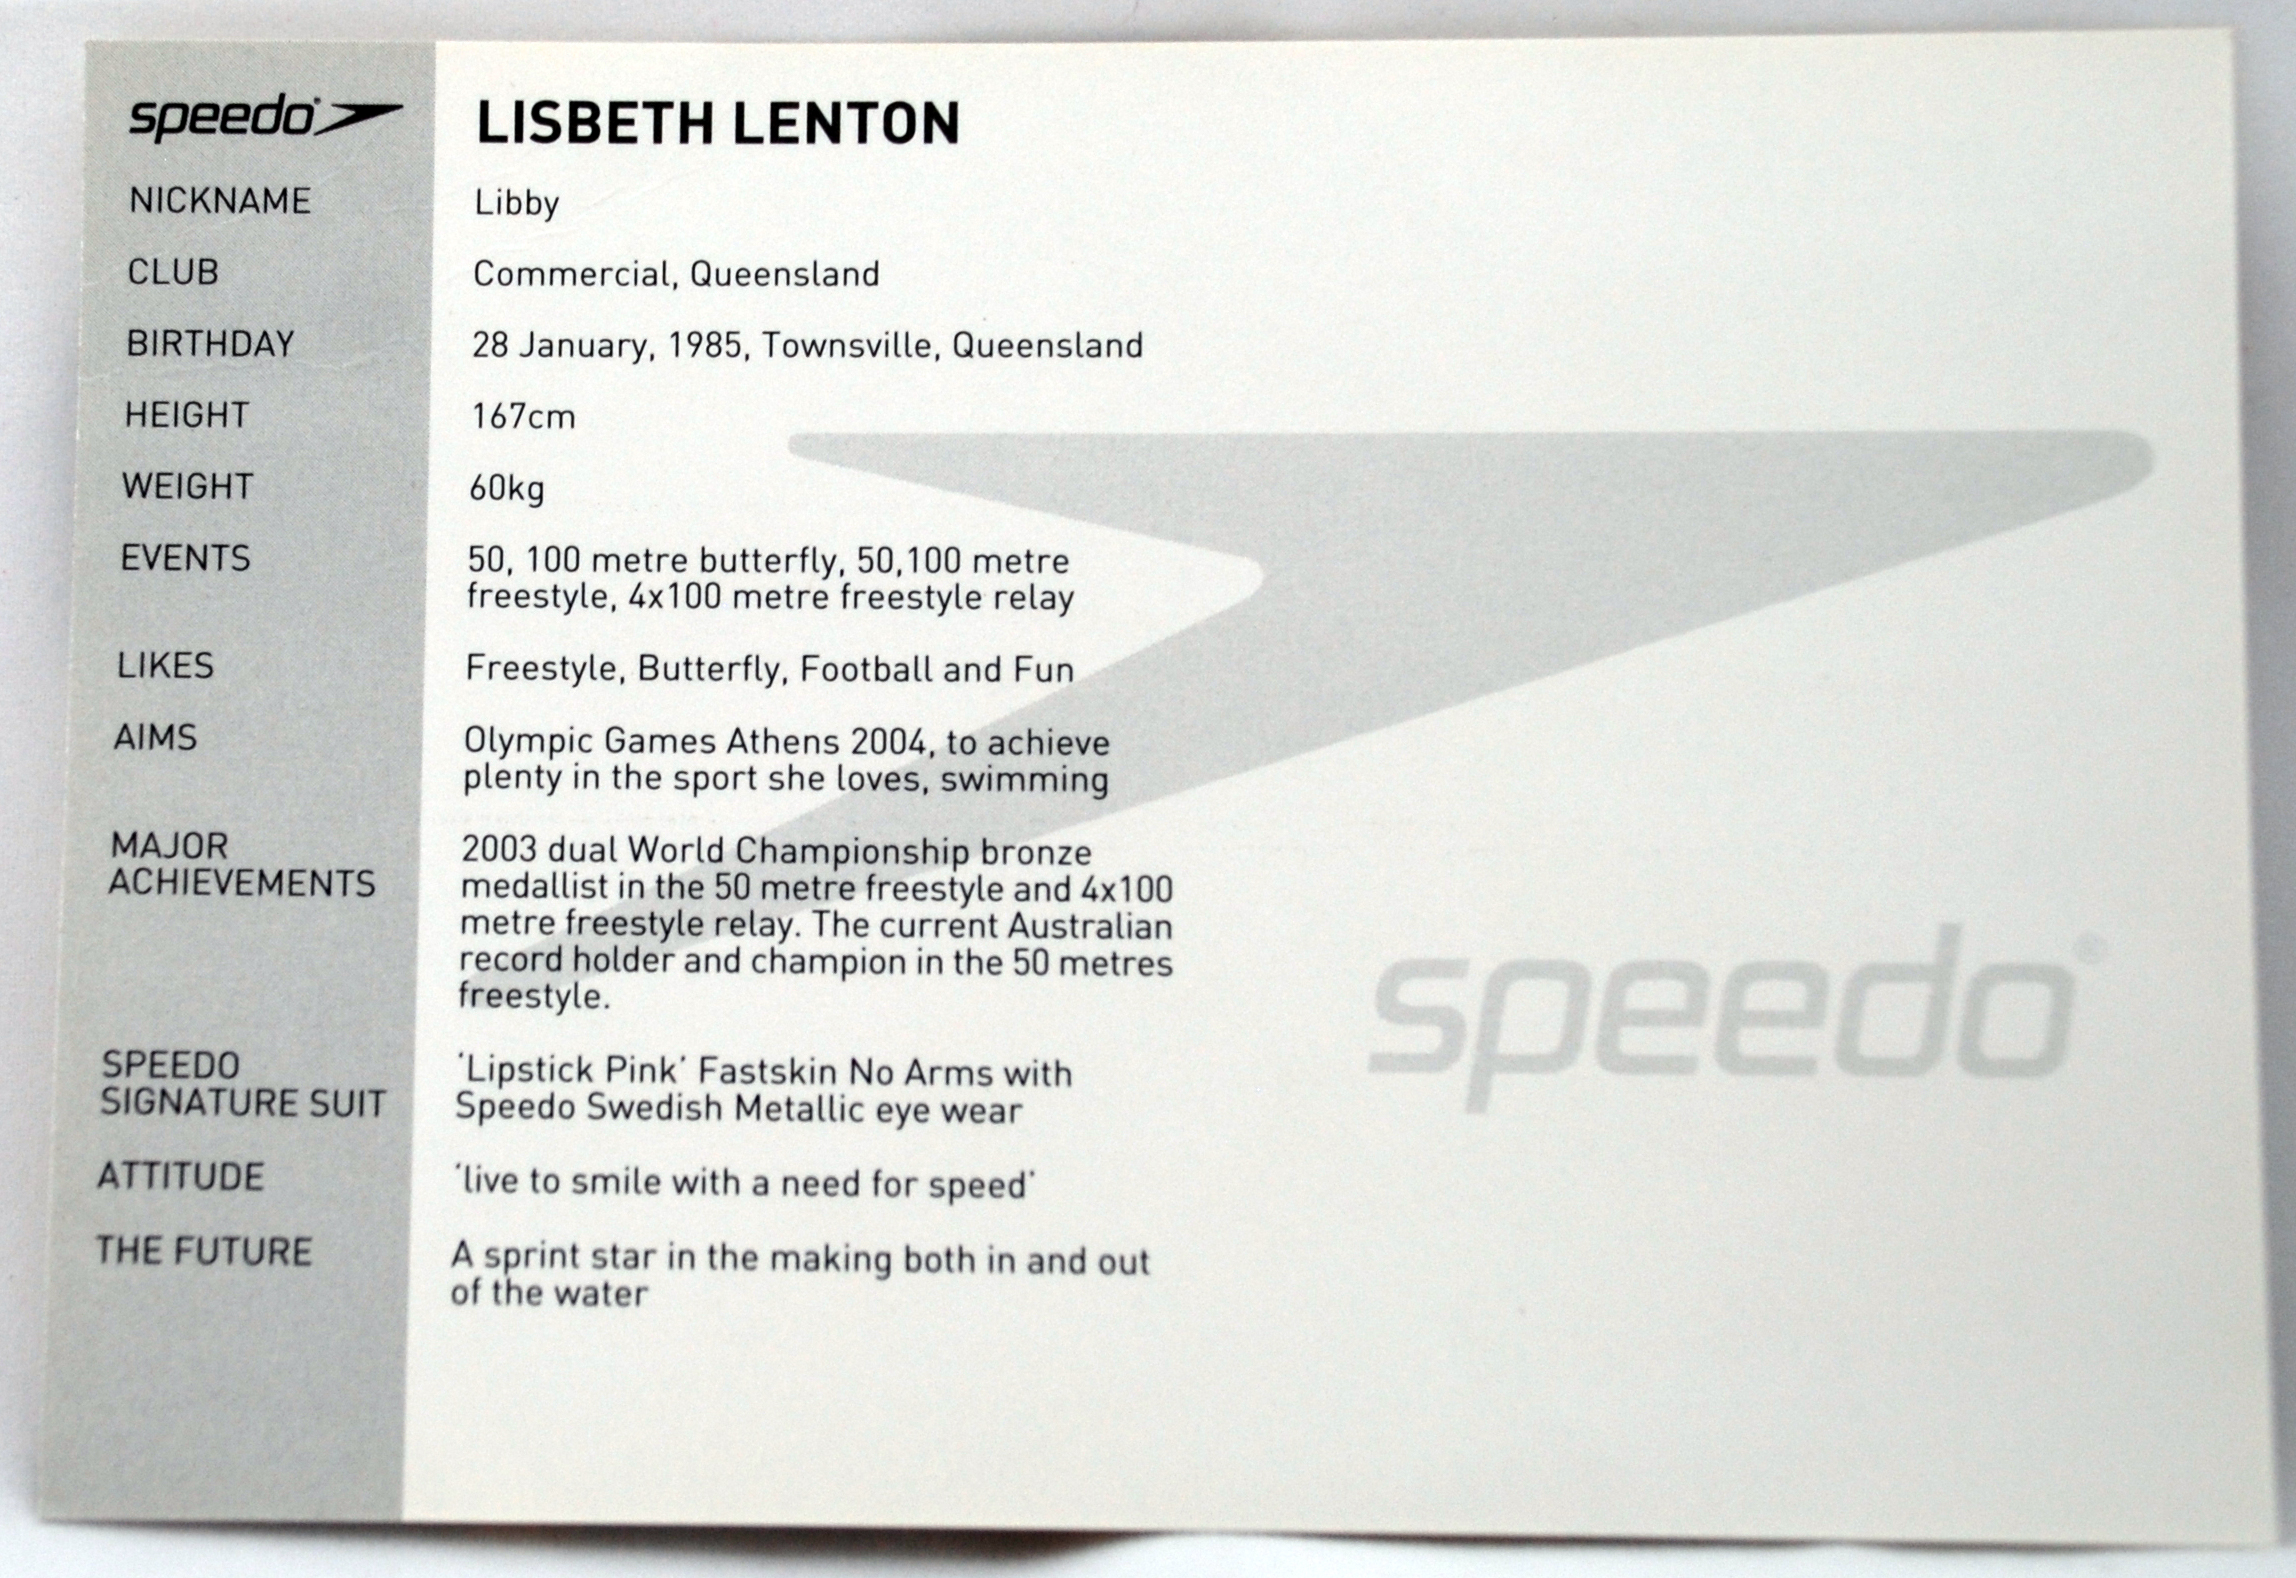 speedo LISBETH LENTON
NICKNAME Libby
CLUB Commercial, Queensland
BIRTHDAY 28 January, 1985, Townsville, Queensland
HEIGHT 167cm
WEIGHT 60kg
EVENTS 50, 100 metre butterfly, 50,100 metre
freestyle, 4x100 metre freestyle relay
LIKES Freestyle, Butterfly, Football and Fun
AIMS Olympic Games Athens 2004, to achieve
plenty in the sport she loves, swimming
MAJOR 2003 dual World Championship bronze
ACHIEVEMENTS medallist in the 50 metre freestyle and 4x100
metre freestyle relay. The current Australian
record holder and champion in the 50 metres
freestyle.
SPEEDO 'Lipstick Pink' Fastskin No Arms with
SIGNATURE SUIT Speedo Swedish Metallic eye wear
ATTITUDE 'live to smile with a need for speed'
THE FUTURE A sprint star in the making both in and out
of the water
speedo®